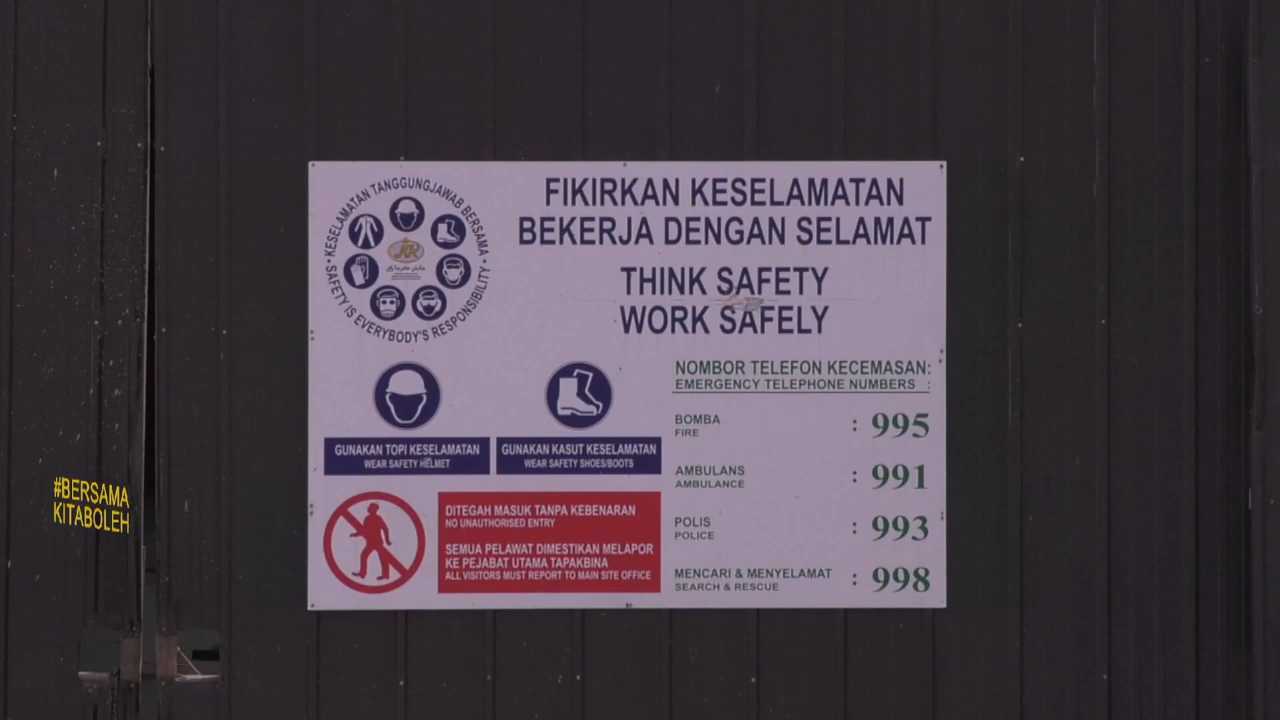 KESELAMATAN TANGGUNGJAWAB BERSAMA
SAFETY IS EVERYBODY'S RESPONSIBILITY
FIKIRKAN KESELAMATAN
BEKERJA DENGAN SELAMAT
THINK SAFETY
WORK SAFELY
GUNAKAN TOPI KESELAMATAN
WEAR SAFETY HELMET
GUNAKAN KASUT KESELAMATAN
WEAR SAFETY SHOES/BOOTS
DITEGAH MASUK TANPA KEBENARAN
NO UNAUTHORISED ENTRY
SEMUA PELAWAT DIMESTIKAN MELAPOR
KE PEJABAT UTAMA TAPAKBINA
ALL VISITORS MUST REPORT TO MAIN SITE OFFICE
NOMBOR TELEFON KECEMASAN:
EMERGENCY TELEPHONE NUMBERS :
BOMBA : 995
FIRE
AMBULANS : 991
AMBULANCE
POLIS : 993
POLICE
MENCARI & MENYELAMAT : 998
SEARCH & RESCUE
#BERSAMA
KITABOLEH